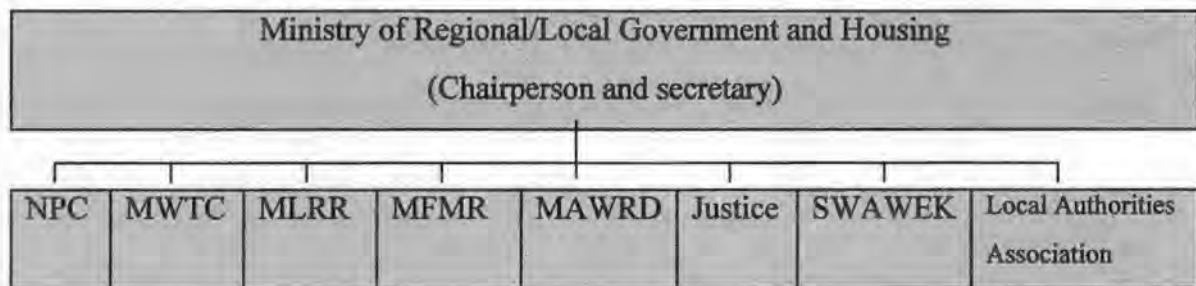 Ministry of Regional/Local Government and Housing
(Chairperson and secretary)
NPC
MWTC
MLRR
MFMR
MAWRD
Justice
SWAWEK
Local Authorities
Association